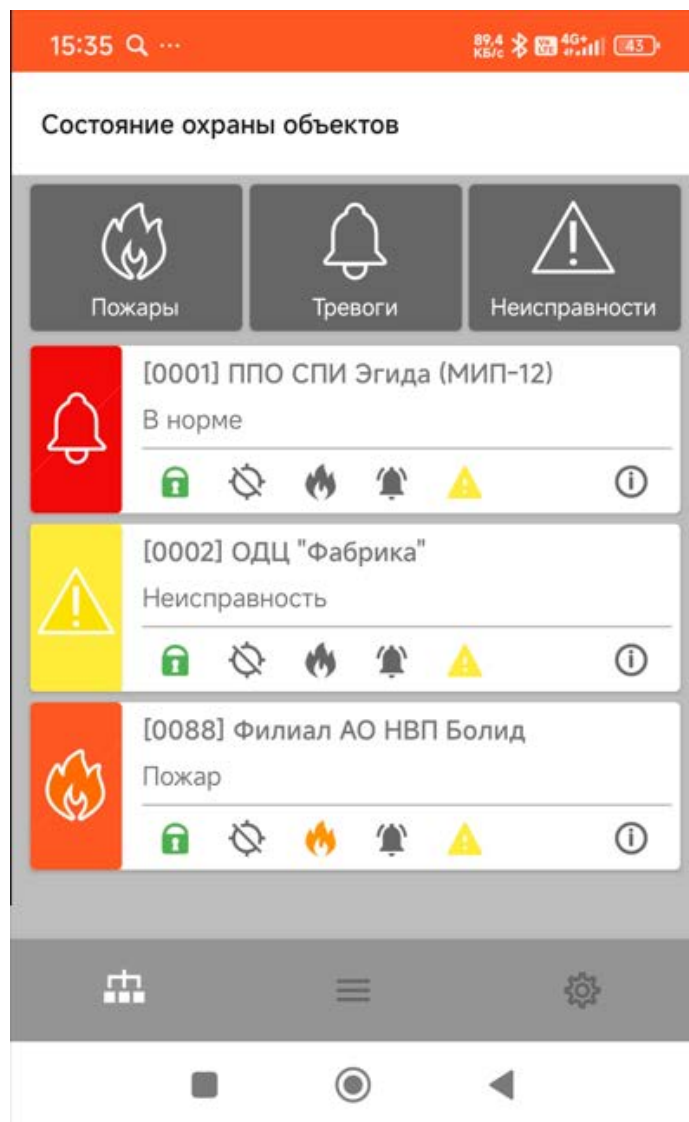 15:35
89,4 КБ/с 4G+ 43
Состояние охраны объектов
Пожары Тревоги Неисправности
[0001] ППО СПИ Эгида (МИП-12)
В норме
[0002] ОДЦ "Фабрика"
Неисправность
[0088] Филиал АО НВП Болид
Пожар